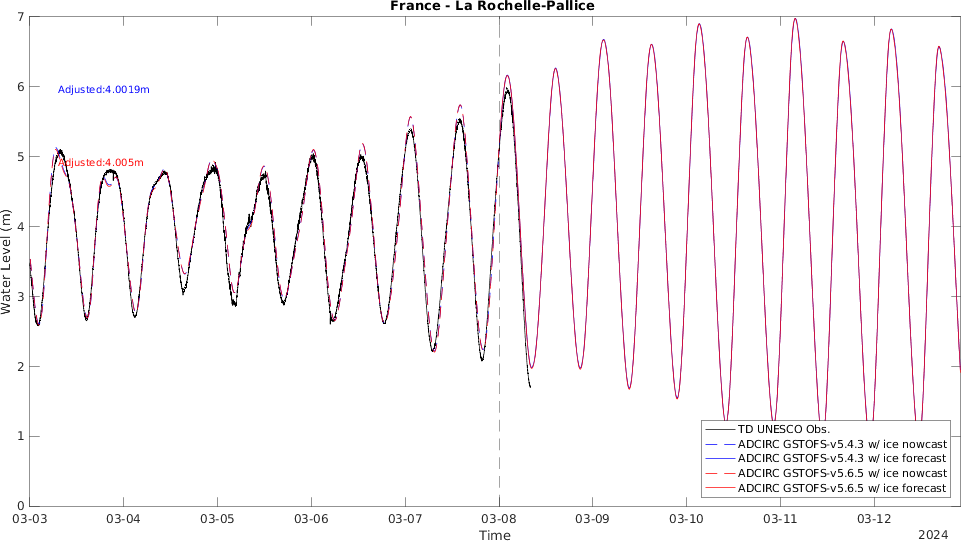 France - La Rochelle-Pallice
7
6
5
4
3
2
1
0
Water Level (m)
Adjusted:4.0019m
Adjusted:4.005m
TD UNESCO Obs.
ADCIRC GSTOFS-v5.4.3 w/ ice nowcast
ADCIRC GSTOFS-v5.4.3 w/ ice forecast
ADCIRC GSTOFS-v5.6.5 w/ ice nowcast
ADCIRC GSTOFS-v5.6.5 w/ ice forecast
03-03 03-04 03-05 03-06 03-07 03-08 03-09 03-10 03-11 03-12
Time
2024